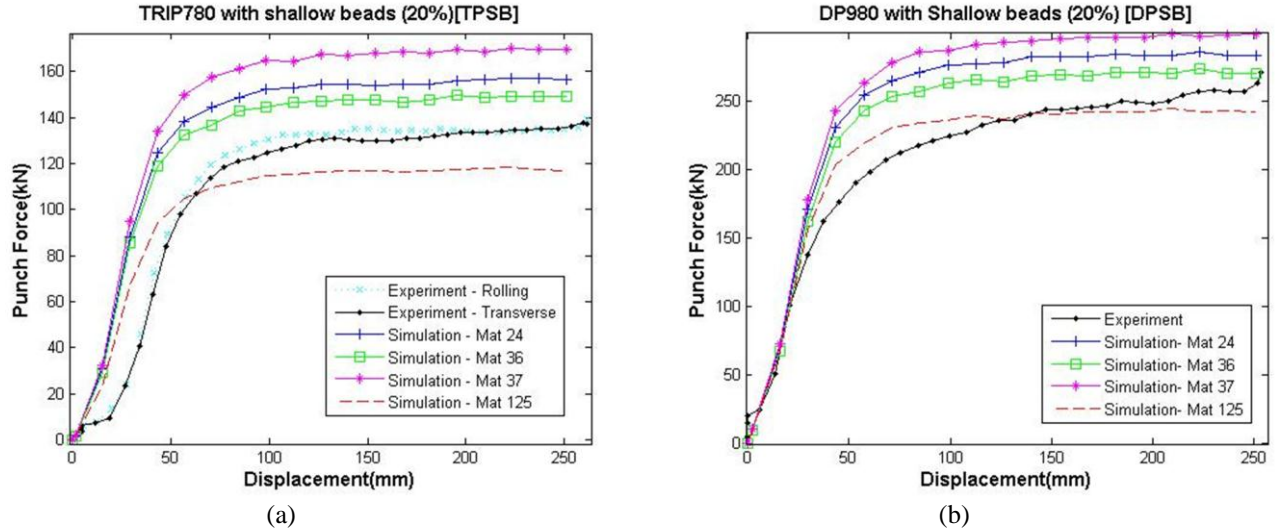 TRIP780 with shallow beads (20%)[TPSB]
Punch Force(kN)
160
140
120
100
80
60
40
20
0
Experiment - Rolling
Experiment - Transverse
Simulation - Mat 24
Simulation - Mat 36
Simulation - Mat 37
Simulation - Mat 125
0 50 100 150 200 250
Displacement(mm)
(a)
DP980 with Shallow beads (20%) [DPSB]
Punch Force(kN)
250
200
150
100
50
0
Experiment
Simulation- Mat 24
Simulation- Mat 36
Simulation- Mat 37
Simulation- Mat 125
0 50 100 150 200 250
Displacement(mm)
(b)